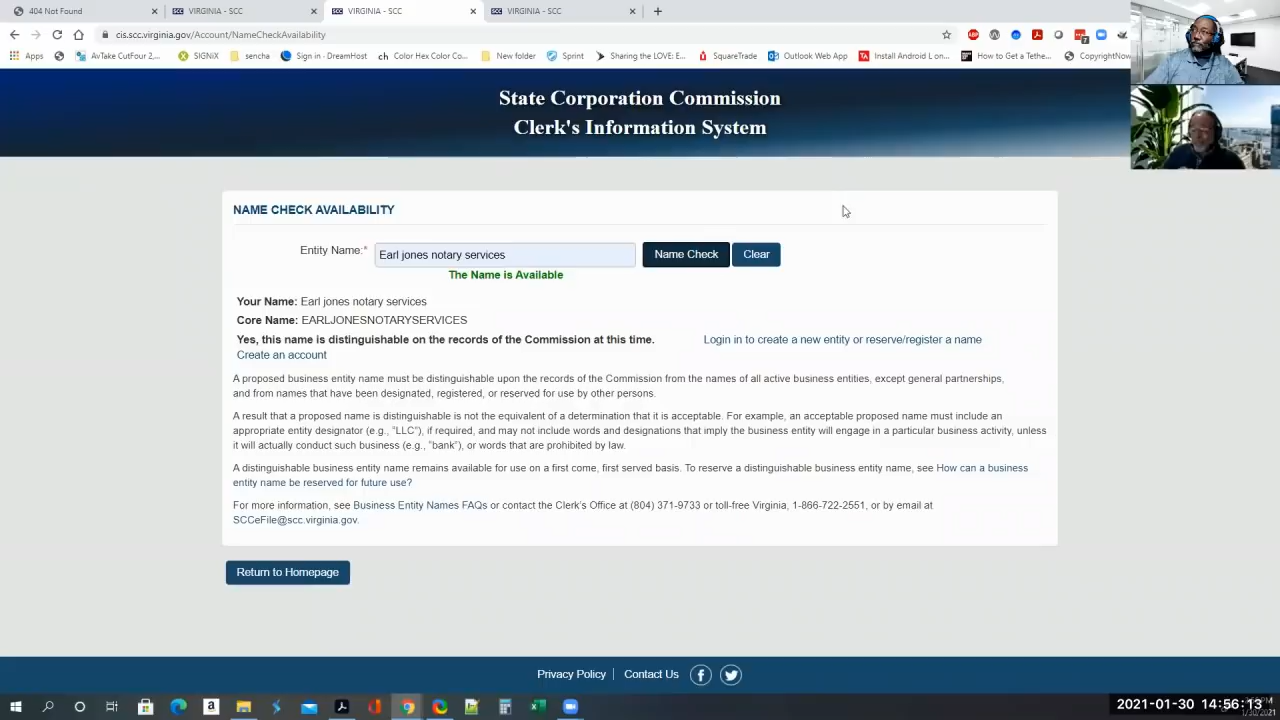 404 Not Found
VIRGINIA - SCC
VIRGINIA - SCC
VIRGINIA - SCC
cis.scc.virginia.gov/Account/NameCheckAvailability
Apps
AvTake CutFour 2,...
SIGNiX
sencha
Sign in - DreamHost
Color Hex Color Co...
New folder
Sprint
Sharing the LOVE: E...
SquareTrade
Outlook Web App
Install Android L on...
How to Get a Tethe...
CopyrightNow
State Corporation Commission
Clerk's Information System
NAME CHECK AVAILABILITY
Entity Name:* Earl jones notary services Name Check Clear
The Name is Available
Your Name: Earl jones notary services
Core Name: EARLJONESNOTARYSERVICES
Yes, this name is distinguishable on the records of the Commission at this time. Login in to create a new entity or reserve/register a name
Create an account
A proposed business entity name must be distinguishable upon the records of the Commission from the names of all active business entities, except general partnerships,
and from names that have been designated, registered, or reserved for use by other persons.
A result that a proposed name is distinguishable is not the equivalent of a determination that it is acceptable. For example, an acceptable proposed name must include an
appropriate entity designator (e.g., "LLC"), if required, and may not include words and designations that imply the business entity will engage in a particular business activity, unless
it will actually conduct such business (e.g., "bank"), or words that are prohibited by law.
A distinguishable business entity name remains available for use on a first come, first served basis. To reserve a distinguishable business entity name, see How can a business
entity name be reserved for future use?
For more information, see Business Entity Names FAQs or contact the Clerk's Office at (804) 371-9733 or toll-free Virginia, 1-866-722-2551, or by email at
SCCeFile@scc.virginia.gov.
Return to Homepage
Privacy Policy | Contact Us
2021-01-30 14:56:13